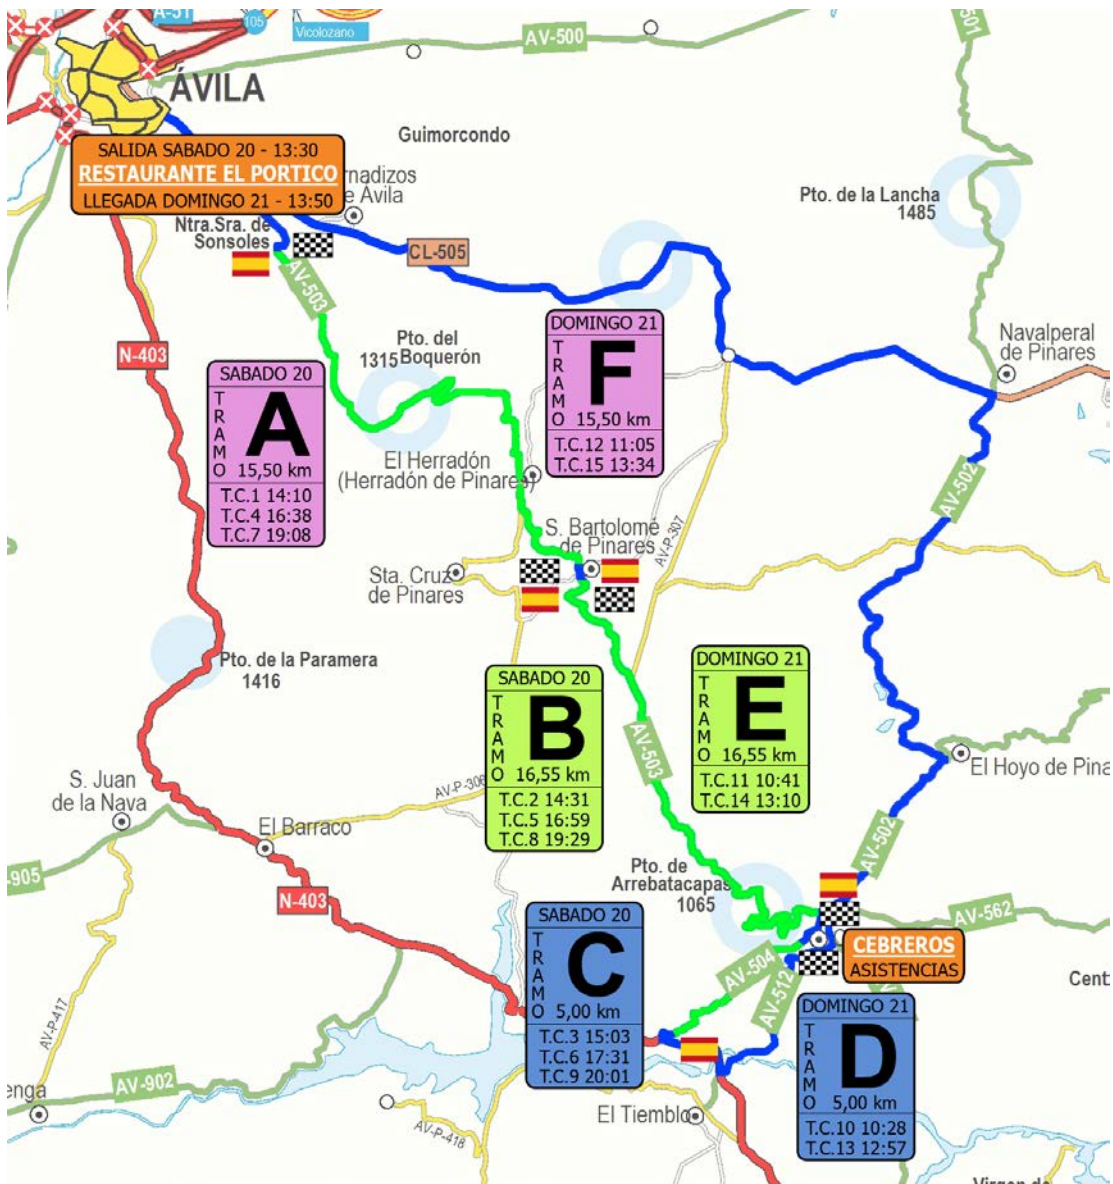 A-51
105
Vicolozano
AV-500
501
ÁVILA
Guimorcondo
SALIDA SABADO 20 - 13:30
RESTAURANTE EL PORTICO
LLEGADA DOMINGO 21 - 13:50
rnadizos
e Ávila
Pto. de la Lancha
1485
Ntra.Sra. de
Sonsoles
CL-505
AV-503
N-403
Pto. del
1315 Boquerón
Navalperal
de Pinares
SABADO 20
TRAMO
A
15,50 km
T.C.1 14:10
T.C.4 16:38
T.C.7 19:08
DOMINGO 21
TRAMO
F
15,50 km
T.C.12 11:05
T.C.15 13:34
El Herradón
(Herradón de Pinares)
AV-502
S. Bartolomé
de Pinares
AV-P-307
Sta. Cruz
de Pinares
Pto. de la Paramera
1416
SABADO 20
TRAMO
B
16,55 km
T.C.2 14:31
T.C.5 16:59
T.C.8 19:29
DOMINGO 21
TRAMO
E
16,55 km
T.C.11 10:41
T.C.14 13:10
AV-503
El Hoyo de Pina
S. Juan
de la Nava
AV-P-306
El Barraco
AV-502
905
N-403
Pto. de
Arrebatacapas
1065
AV-562
SABADO 20
TRAMO
C
5,00 km
T.C.3 15:03
T.C.6 17:31
T.C.9 20:01
CEBREROS
ASISTENCIAS
AV-504
AV-512
Cent
DOMINGO 21
TRAMO
D
5,00 km
T.C.10 10:28
T.C.13 12:57
AV-P-417
AV-902
enga
El Tiemblo
AV-P-418
Virgen de